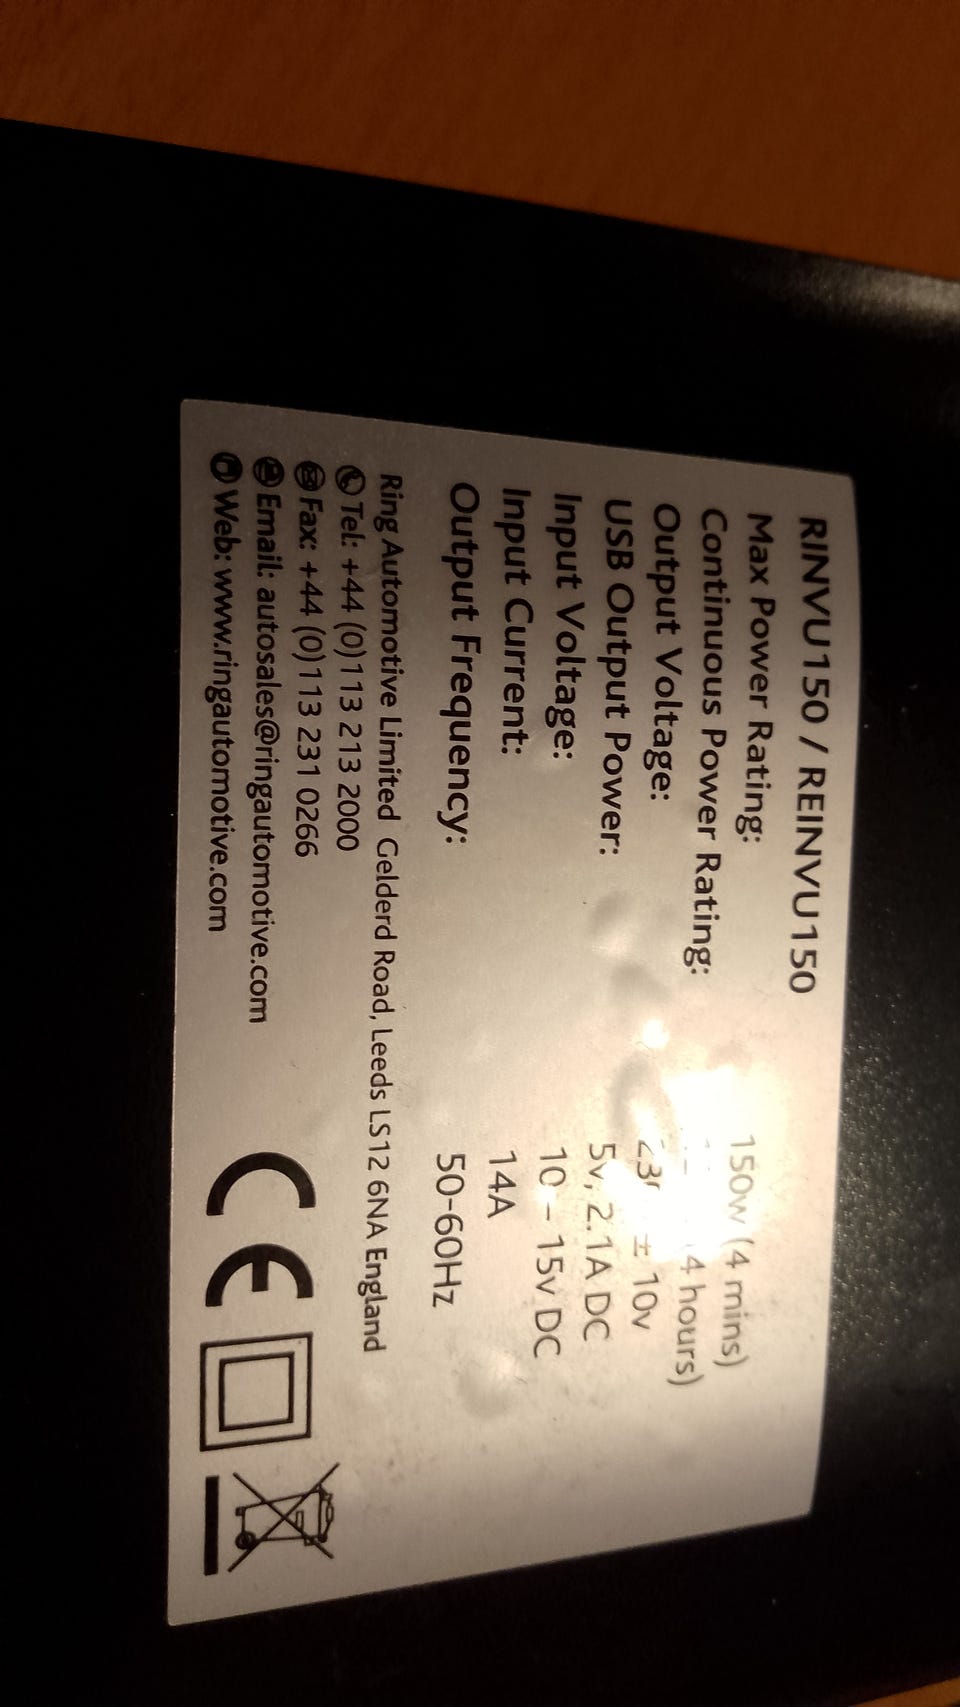 RINVU150 / REINVU150
Max Power Rating: 150w (4 mins)
Continuous Power Rating: 4 hours)
Output Voltage: ± 10v
USB Output Power: 5v, 2.1A DC
Input Voltage: 10 – 15v DC
Input Current: 14A
Output Frequency: 50-60Hz
Ring Automotive Limited Gelderd Road, Leeds LS12 6NA England
Tel: +44 (0)113 213 2000
Fax: +44 (0)113 231 0266
Email: autosales@ringautomotive.com
Web: www.ringautomotive.com
CE